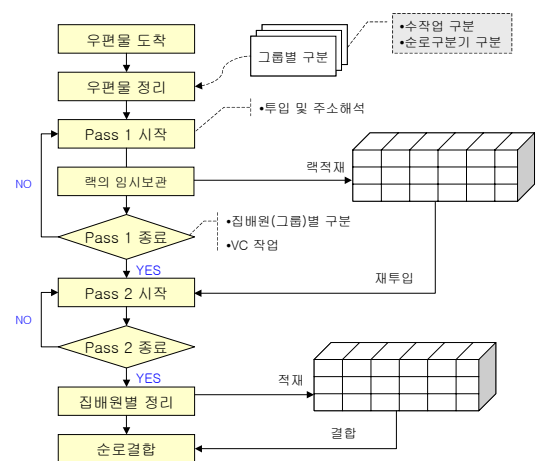 우편물 도착
그룹별 구분
•수작업 구분
•순로구분기 구분
우편물 정리
•투입 및 주소해석
Pass 1 시작
NO
랙의 임시보관
랙적재
Pass 1 종료
•집배원(그룹)별 구분
•VC 작업
YES
재투입
Pass 2 시작
NO
Pass 2 종료
YES
적재
집배원별 정리
결합
순로결합